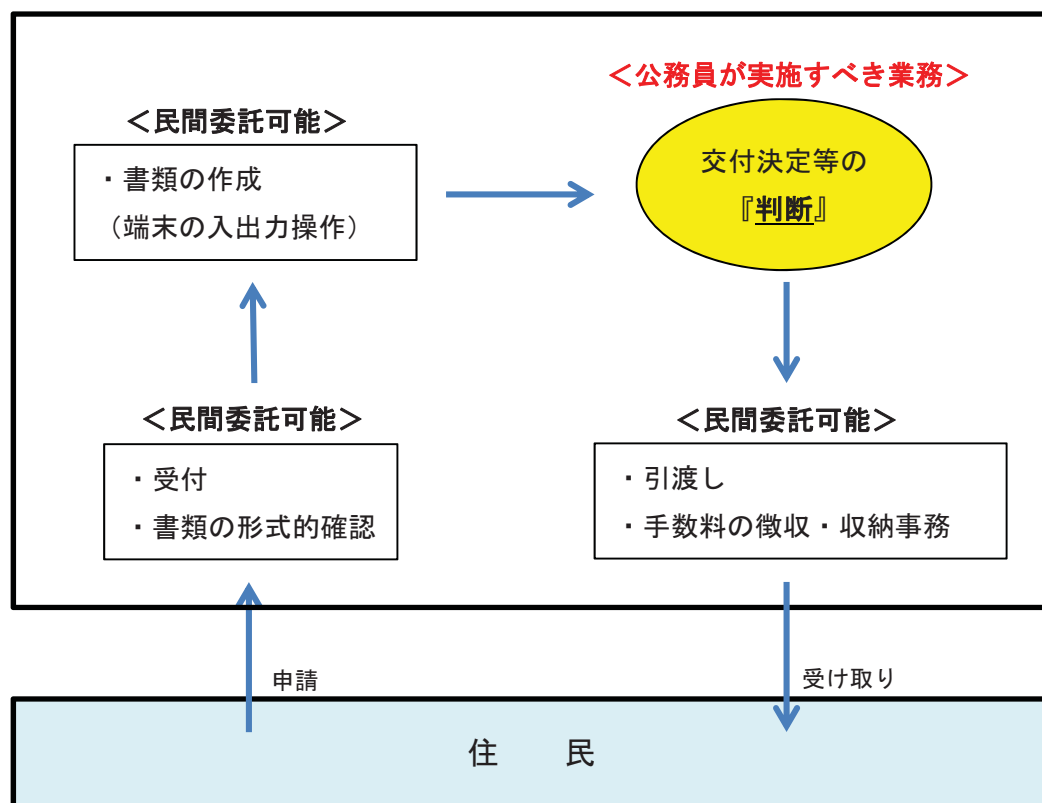 ＜公務員が実施すべき業務＞
＜民間委託可能＞
・書類の作成
（端末の入出力操作）
交付決定等の
『判断』
＜民間委託可能＞
・受付
・書類の形式的確認
＜民間委託可能＞
・引渡し
・手数料の徴収・収納事務
申請
受け取り
住　　民